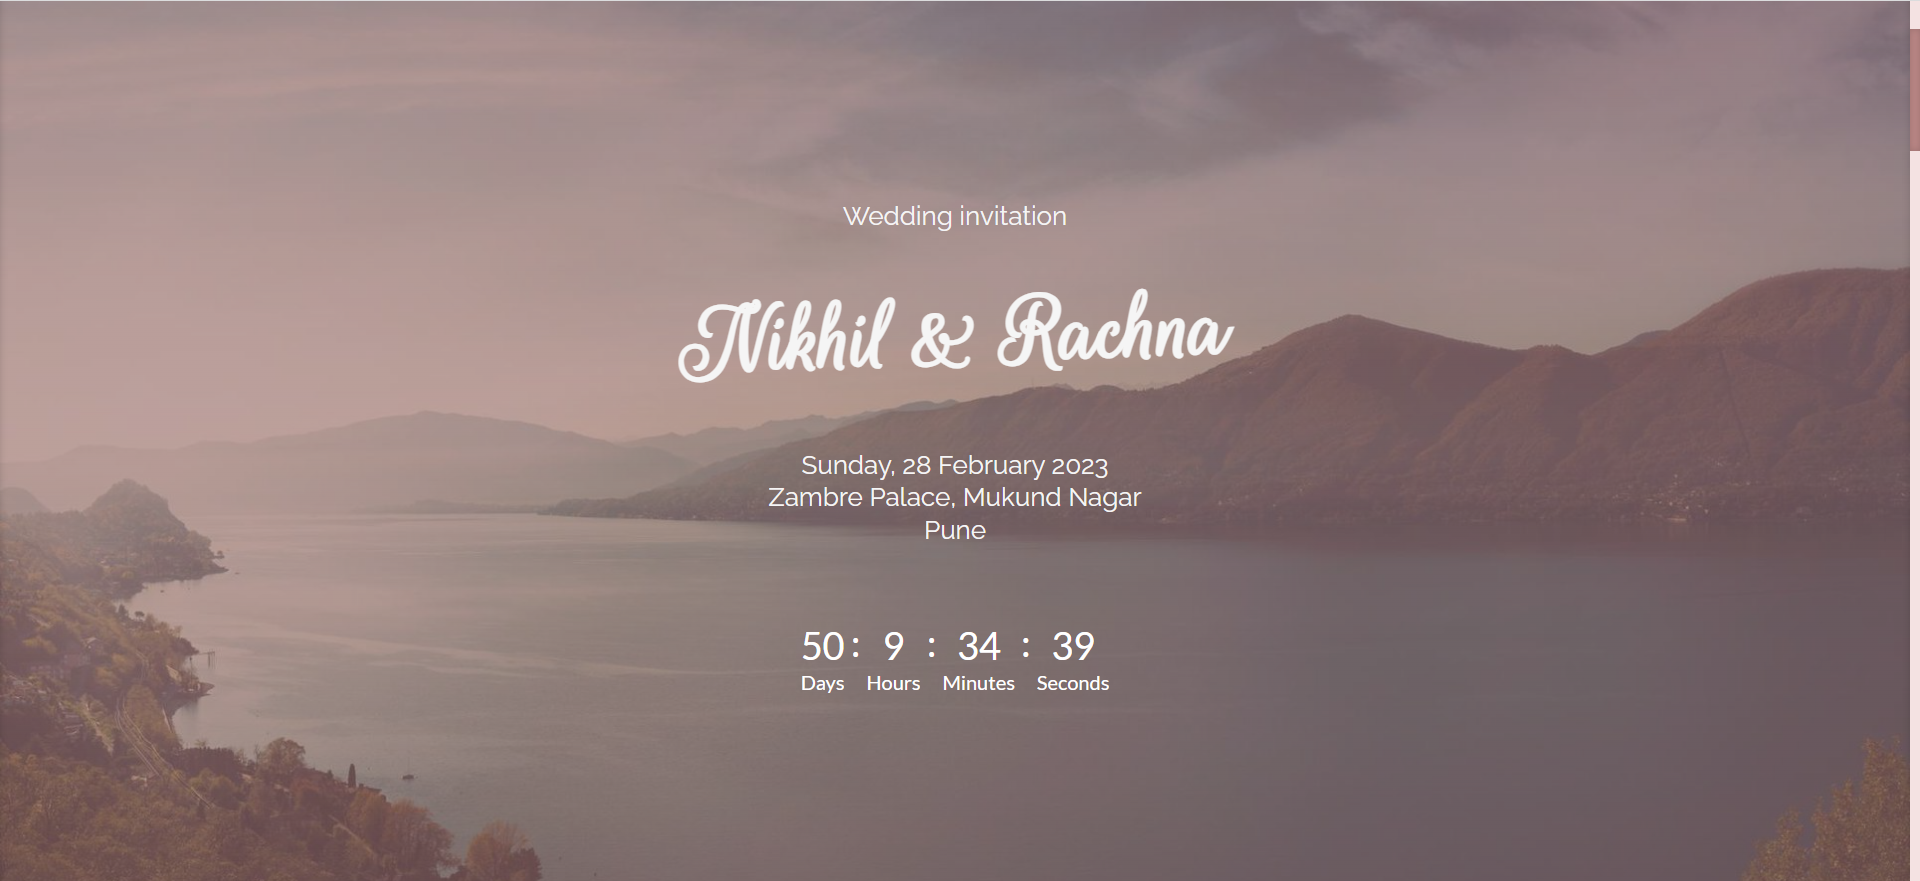 Wedding invitation
Nikhil & Rachna
Sunday, 28 February 2023
Zambre Palace, Mukund Nagar
Pune
50 : 9 : 34 : 39
Days Hours Minutes Seconds